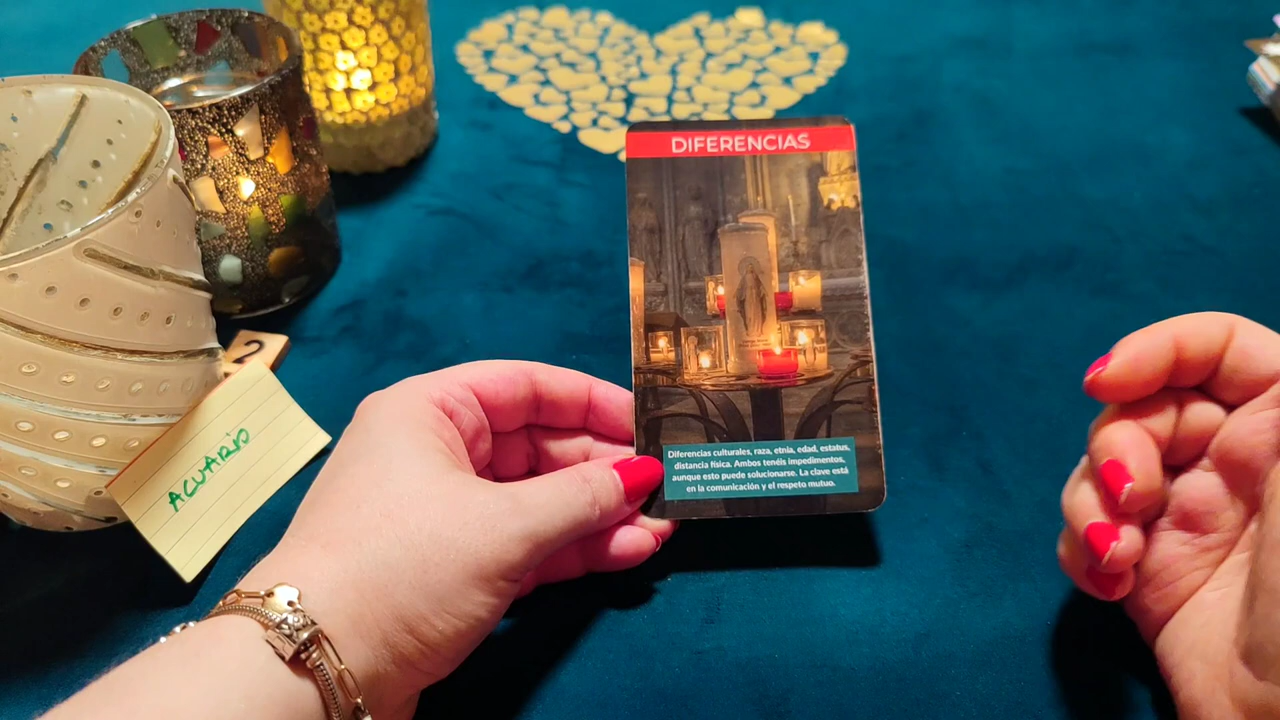 DIFERENCIAS
Diferencias culturales, raza, etnia, edad, estatus,
distancia física. Ambos tenéis impedimentos,
aunque esto puede solucionarse. La clave está
en la comunicación y el respeto mutuo.
2
ACUARIO